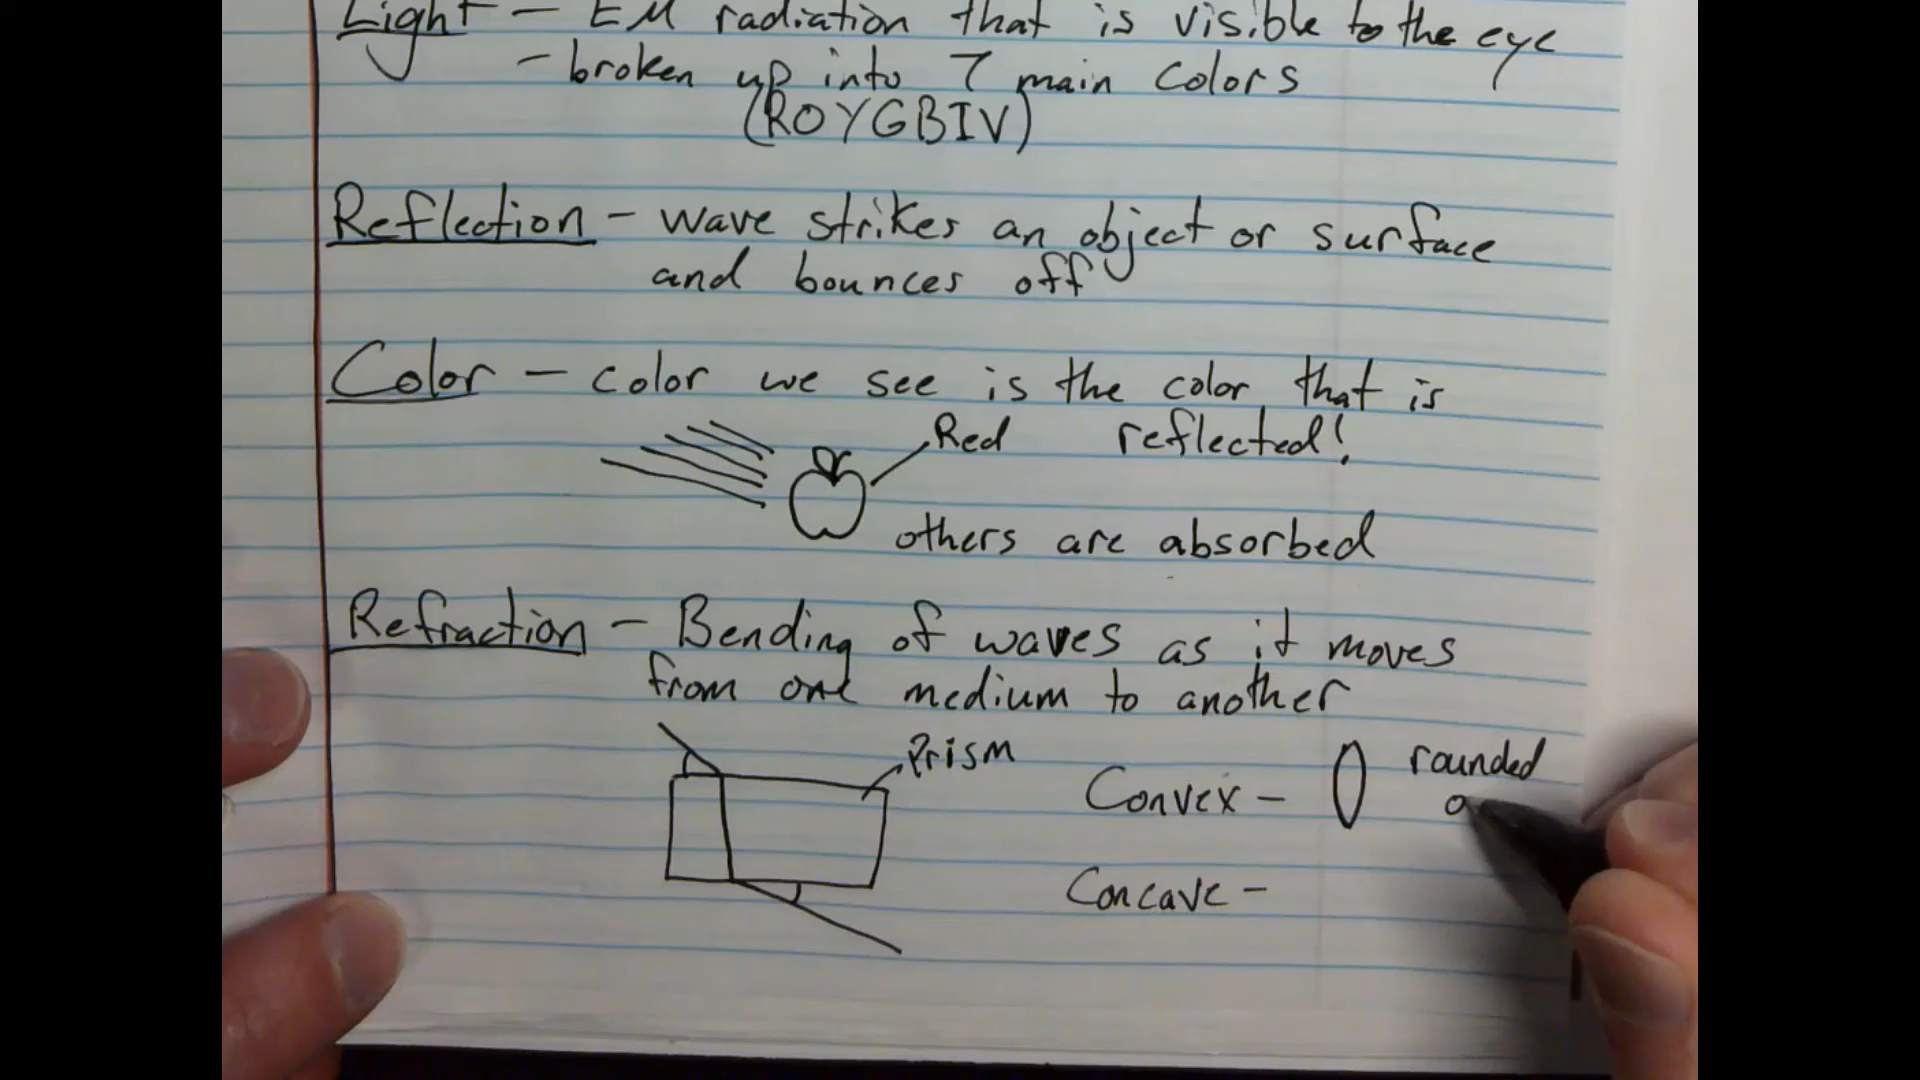 Light - EM radiation that is visible to the eye
- broken up into 7 main colors
(ROYGBIV)
Reflection - wave strikes an object or surface
and bounces off
Color - color we see is the color that is
reflected!
Red
others are absorbed
Refraction - Bending of waves as it moves
from one medium to another
Prism
Convex - rounded
o
Concave -